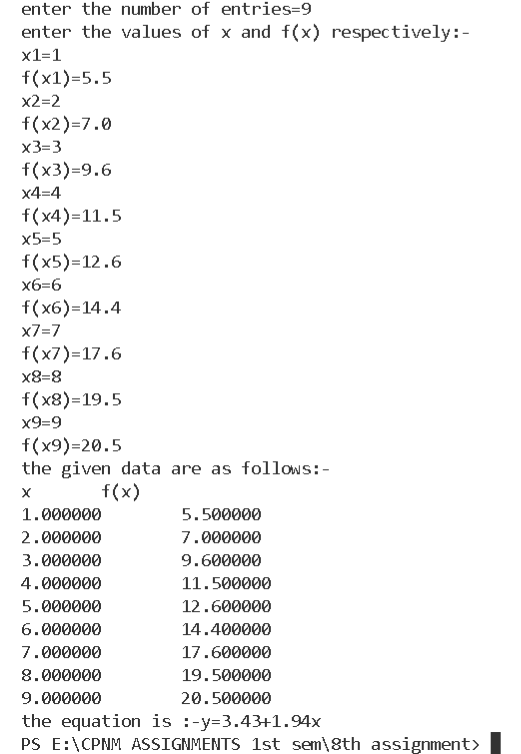 enter the number of entries=9
enter the values of x and f(x) respectively:-
x1=1
f(x1)=5.5
x2=2
f(x2)=7.0
x3=3
f(x3)=9.6
x4=4
f(x4)=11.5
x5=5
f(x5)=12.6
x6=6
f(x6)=14.4
x7=7
f(x7)=17.6
x8=8
f(x8)=19.5
x9=9
f(x9)=20.5
the given data are as follows:-
x f(x)
1.000000 5.500000
2.000000 7.000000
3.000000 9.600000
4.000000 11.500000
5.000000 12.600000
6.000000 14.400000
7.000000 17.600000
8.000000 19.500000
9.000000 20.500000
the equation is :-y=3.43+1.94x
PS E:\CPNM ASSIGNMENTS 1st sem\8th assignment>